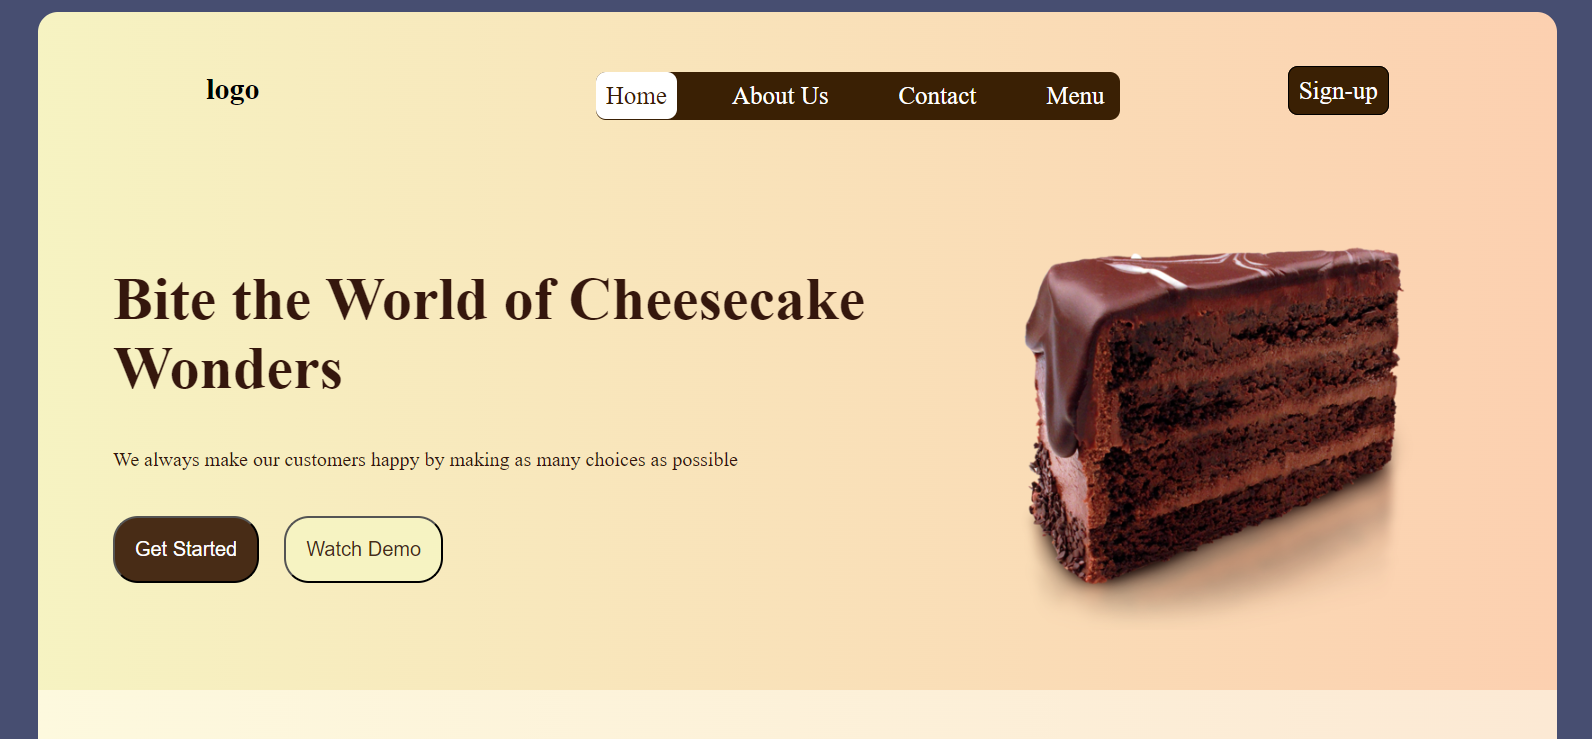 logo
Home About Us Contact Menu
Sign-up
Bite the World of Cheesecake
Wonders
We always make our customers happy by making as many choices as possible
Get Started
Watch Demo